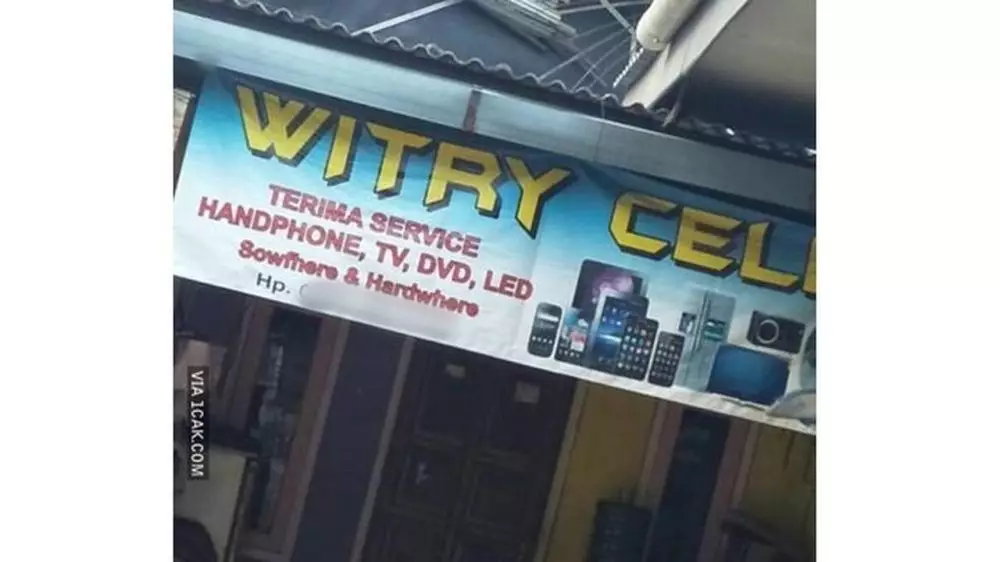 WITRY CELL
TERIMA SERVICE
HANDPHONE, TV, DVD, LED
Sowfhere & Hardwhere
Hp.
VIA 1CAK.COM